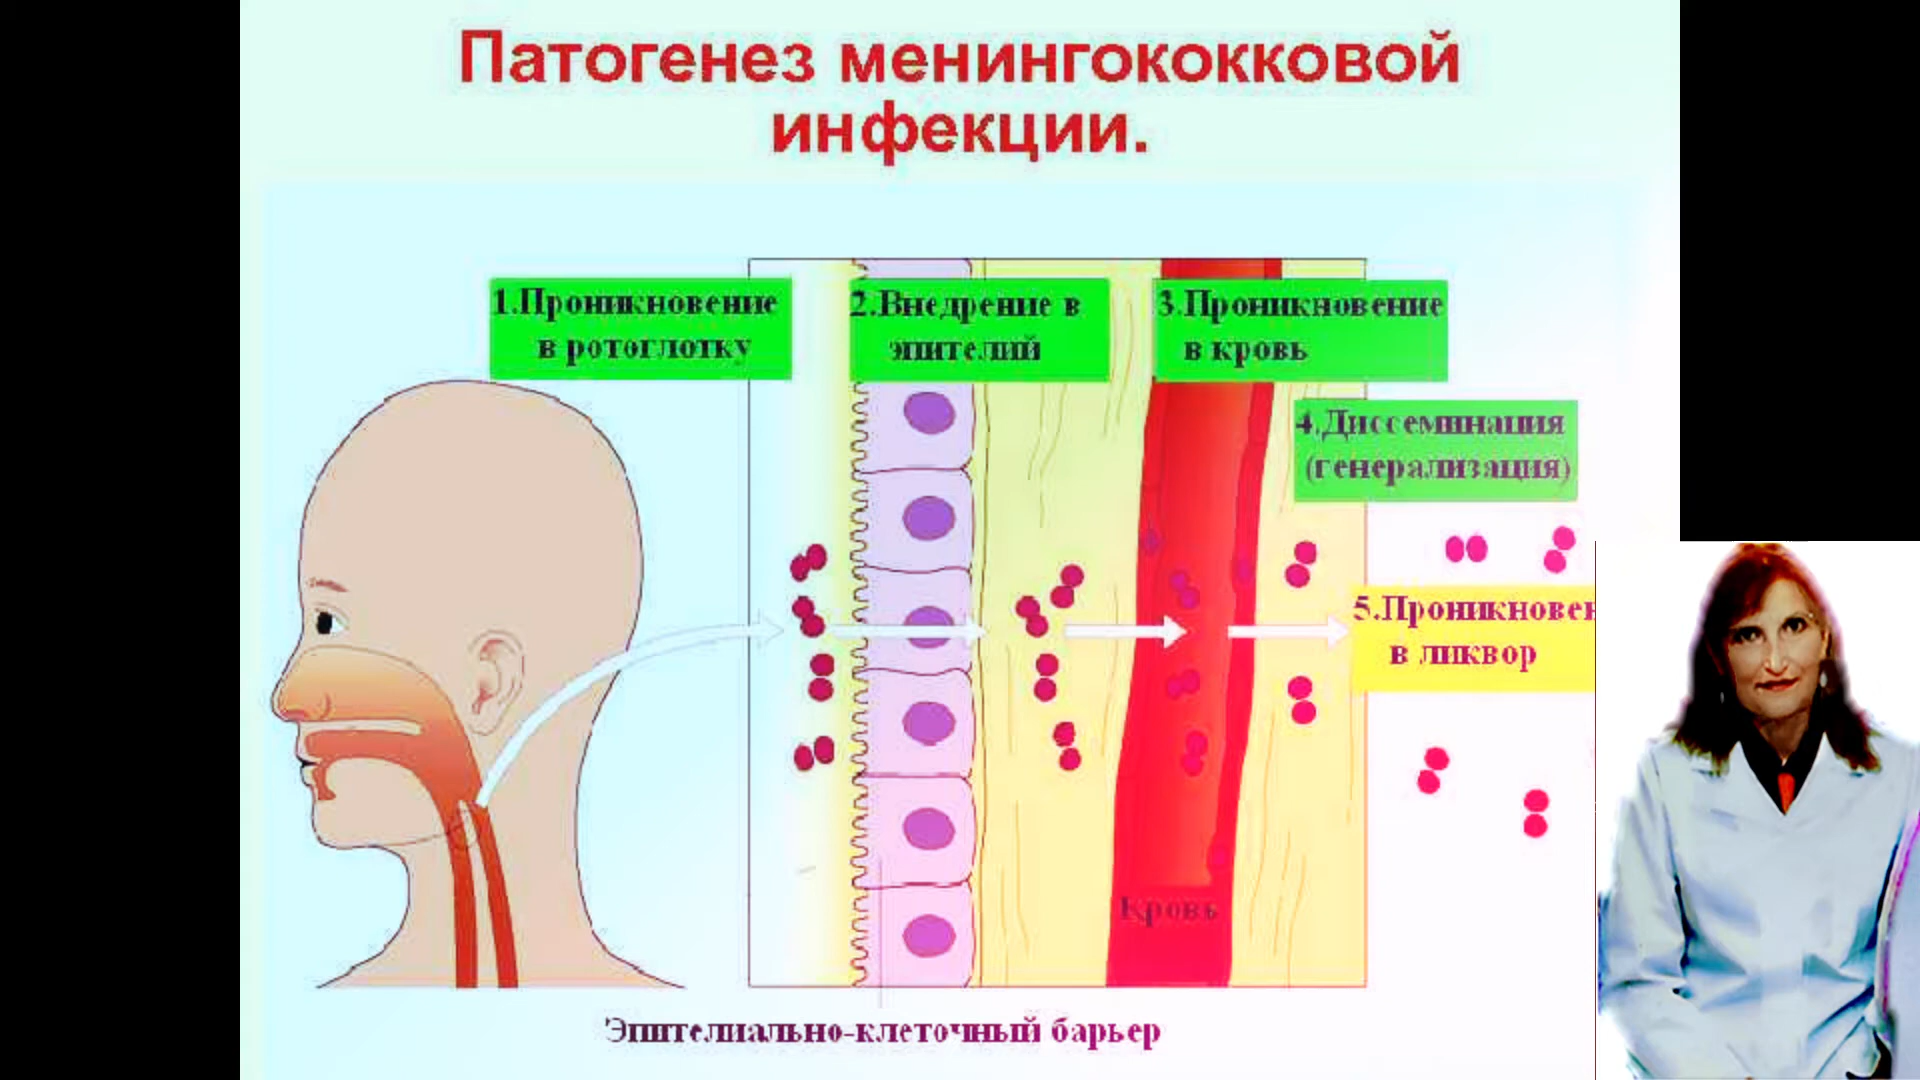 Патогенез менингококковой
инфекции.
1.Проникновение
в ротоглотку
2.Внедрение в
эпителий
3.Проникновение
в кровь
4.Диссеминация
(генерализация)
5.Проникновен
в ликвор
Кровь
Эпителиально-клеточный барьер